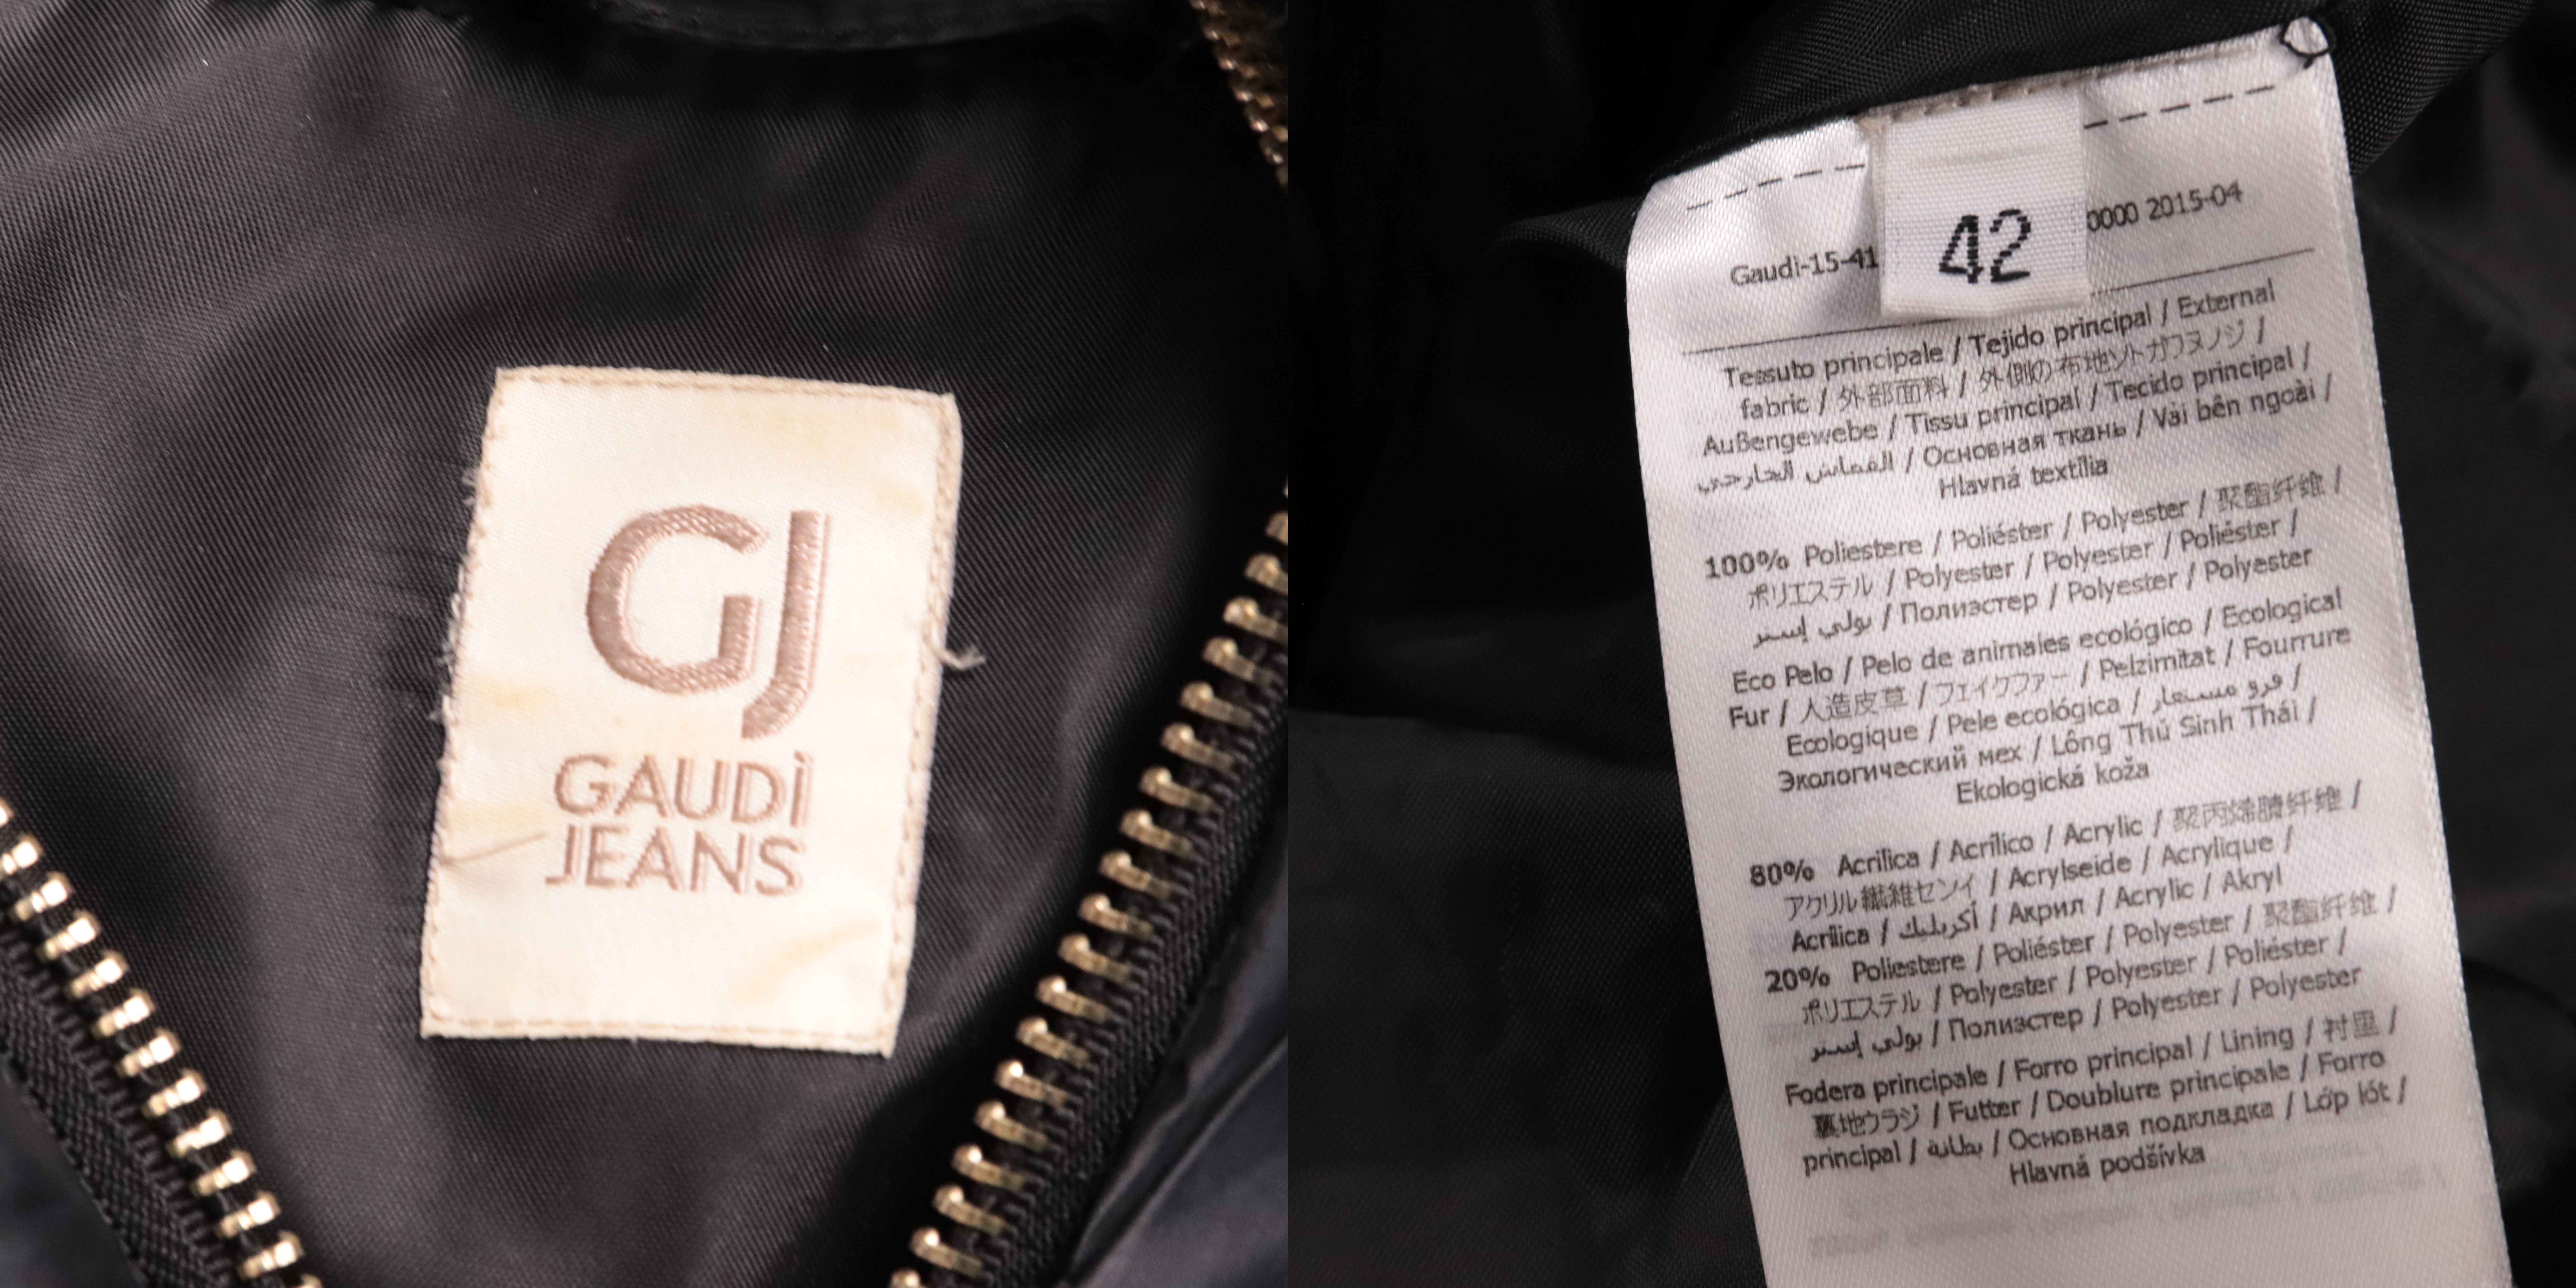 GJ
GAUDì
JEANS
42
Gaudi-15-41
0000 2015-04
Tessuto principale / Tejido principal / External
fabric / 外部面料 / 外側の布地ソトガワヌノジ /
Außengewebe / Tissu principal / Tecido principal /
القماش الخارجي / Основная ткань / Vải bên ngoài /
Hlavná textília
100% Poliestere / Poliéster / Polyester / 聚酯纤维 /
ポリエステル / Polyester / Polyester / Poliéster /
بولي إستر / Полиэстер / Polyester / Polyester
Eco Pelo / Pelo de animales ecológico / Ecological
Fur / 人造皮草 / フェイクファー / Pelzimitat / Fourrure
Ecologique / Pele ecológica / فرو مستعار /
Экологический мех / Lông Thú Sinh Thái /
Ekologická koža
80% Acrilica / Acrílico / Acrylic / 聚丙烯腈纤维 /
アクリル繊維センイ / Acrylseide / Acrylique /
Acrílica / أكريليك / Акрил / Acrylic / Akryl
20% Poliestere / Poliéster / Polyester / 聚酯纤维 /
ポリエステル / Polyester / Polyester / Poliéster /
بولي إستر / Полиэстер / Polyester / Polyester
Fodera principale / Forro principal / Lining / 衬里 /
裏地ウラジ / Futter / Doublure principale / Forro
principal / بطانة / Основная подкладка / Lớp lót /
Hlavná podšívka